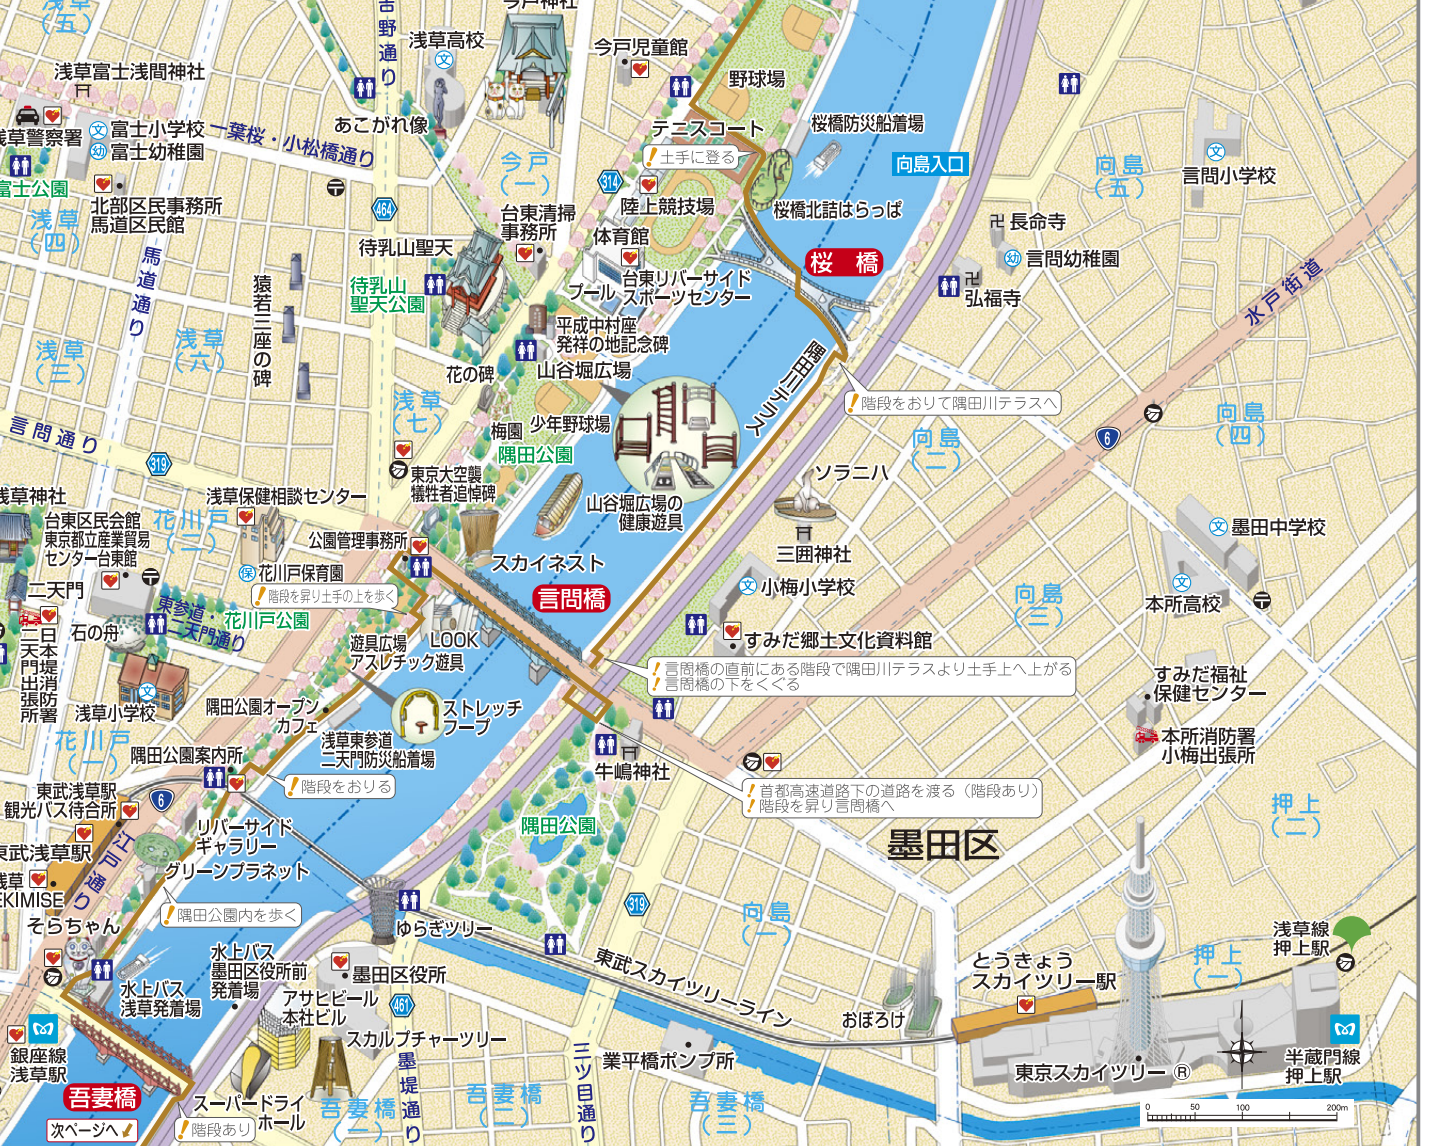 浅草
(五)
吉野通り
今戸神社
浅草高校
今戸児童館
野球場
浅草富士浅間神社
浅草警察署
富士小学校
富士幼稚園
一葉桜・小松橋通り
あこがれ像
テニスコート
土手に登る
桜橋防災船着場
向島入口
今戸
(一)
向島
(五)
言問小学校
富士公園
北部区民事務所
馬道区民館
浅草
(四)
464
314
陸上競技場
桜橋北詰はらっぱ
台東清掃
事務所
体育館
長命寺
言問幼稚園
弘福寺
待乳山聖天
待乳山
聖天公園
桜 橋
馬道通り
猿若三座の碑
プール
台東リバーサイド
スポーツセンター
水戸街道
平成中村座
発祥の地記念碑
山谷堀広場
浅草
(三)
浅草
(六)
花の碑
浅草
(七)
隅田川テラス
階段をおりて隅田川テラスへ
言問通り
319
梅園
少年野球場
隅田公園
向島
(二)
6
向島
(四)
東京大空襲
犠牲者追悼碑
ソラニハ
山谷堀広場の
健康遊具
浅草神社
台東区民会館
東京都立産業貿易
センター台東館
花川戸
(二)
浅草保健相談センター
公園管理事務所
三囲神社
墨田中学校
スカイネスト
花川戸保育園
階段を昇り土手の上を歩く
言問橋
小梅小学校
本所高校
向島
(三)
二天門
東参道・
二天門通り
花川戸公園
石の舟
LOOK
すみだ郷土文化資料館
日本堤消防署
二天門出張所
遊具広場
アスレチック遊具
言問橋の直前にある階段で隅田川テラスより土手上へ上がる
言問橋の下をくぐる
すみだ福祉
保健センター
浅草小学校
隅田公園オープン
カフェ
ストレッチ
フープ
本所消防署
小梅出張所
花川戸
(一)
浅草東参道
二天門防災船着場
隅田公園案内所
牛嶋神社
階段をおりる
首都高速道路下の道路を渡る（階段あり）
階段を昇り言問橋へ
東武浅草駅
観光バス待合所
6
リバーサイド
ギャラリー
隅田公園
押上
(二)
墨田区
東武浅草駅
江戸通り
グリーンプラネット
浅草
EKIMISE
隅田公園内を歩く
319
向島
(一)
そらちゃん
ゆらぎツリー
浅草線
押上駅
水上バス
墨田区役所前
発着場
東武スカイツリーライン
とうきょう
スカイツリー駅
押上
(一)
墨田区役所
水上バス
浅草発着場
アサヒビール
本社ビル
461
おぼろけ
スカルプチャーツリー
銀座線
浅草駅
業平橋ポンプ所
東京スカイツリー®
半蔵門線
押上駅
吾妻橋
スーパードライ
ホール
墨堤通り
三ツ目通り
吾妻橋
(一)
吾妻橋
(二)
吾妻橋
(三)
次ページへ
階段あり
0 50 100 200m